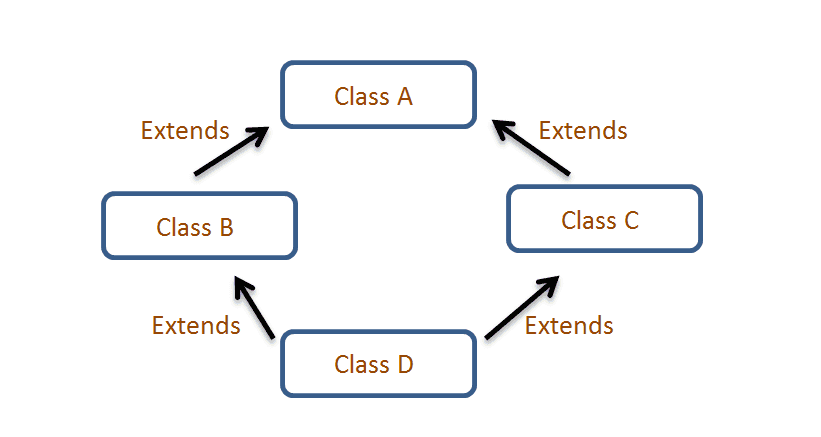 Class A
Extends
Extends
Class B
Class C
Extends
Extends
Class D